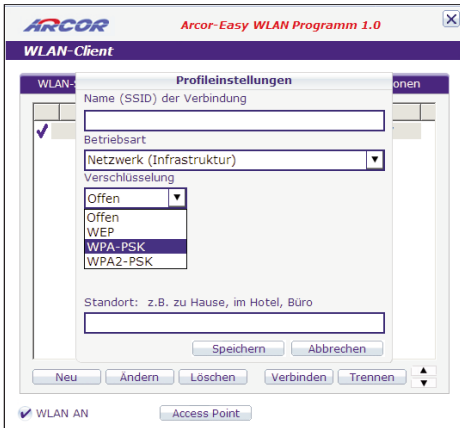 ARCOR Arcor-Easy WLAN Programm 1.0
WLAN-Client
WLAN- Profileinstellungen onen
Name (SSID) der Verbindung
Betriebsart
Netzwerk (Infrastruktur)
Verschlüsselung
Offen
Offen
WEP
WPA-PSK
WPA2-PSK
Standort: z.B. zu Hause, im Hotel, Büro
Speichern Abbrechen
Neu Ändern Löschen Verbinden Trennen
WLAN AN Access Point